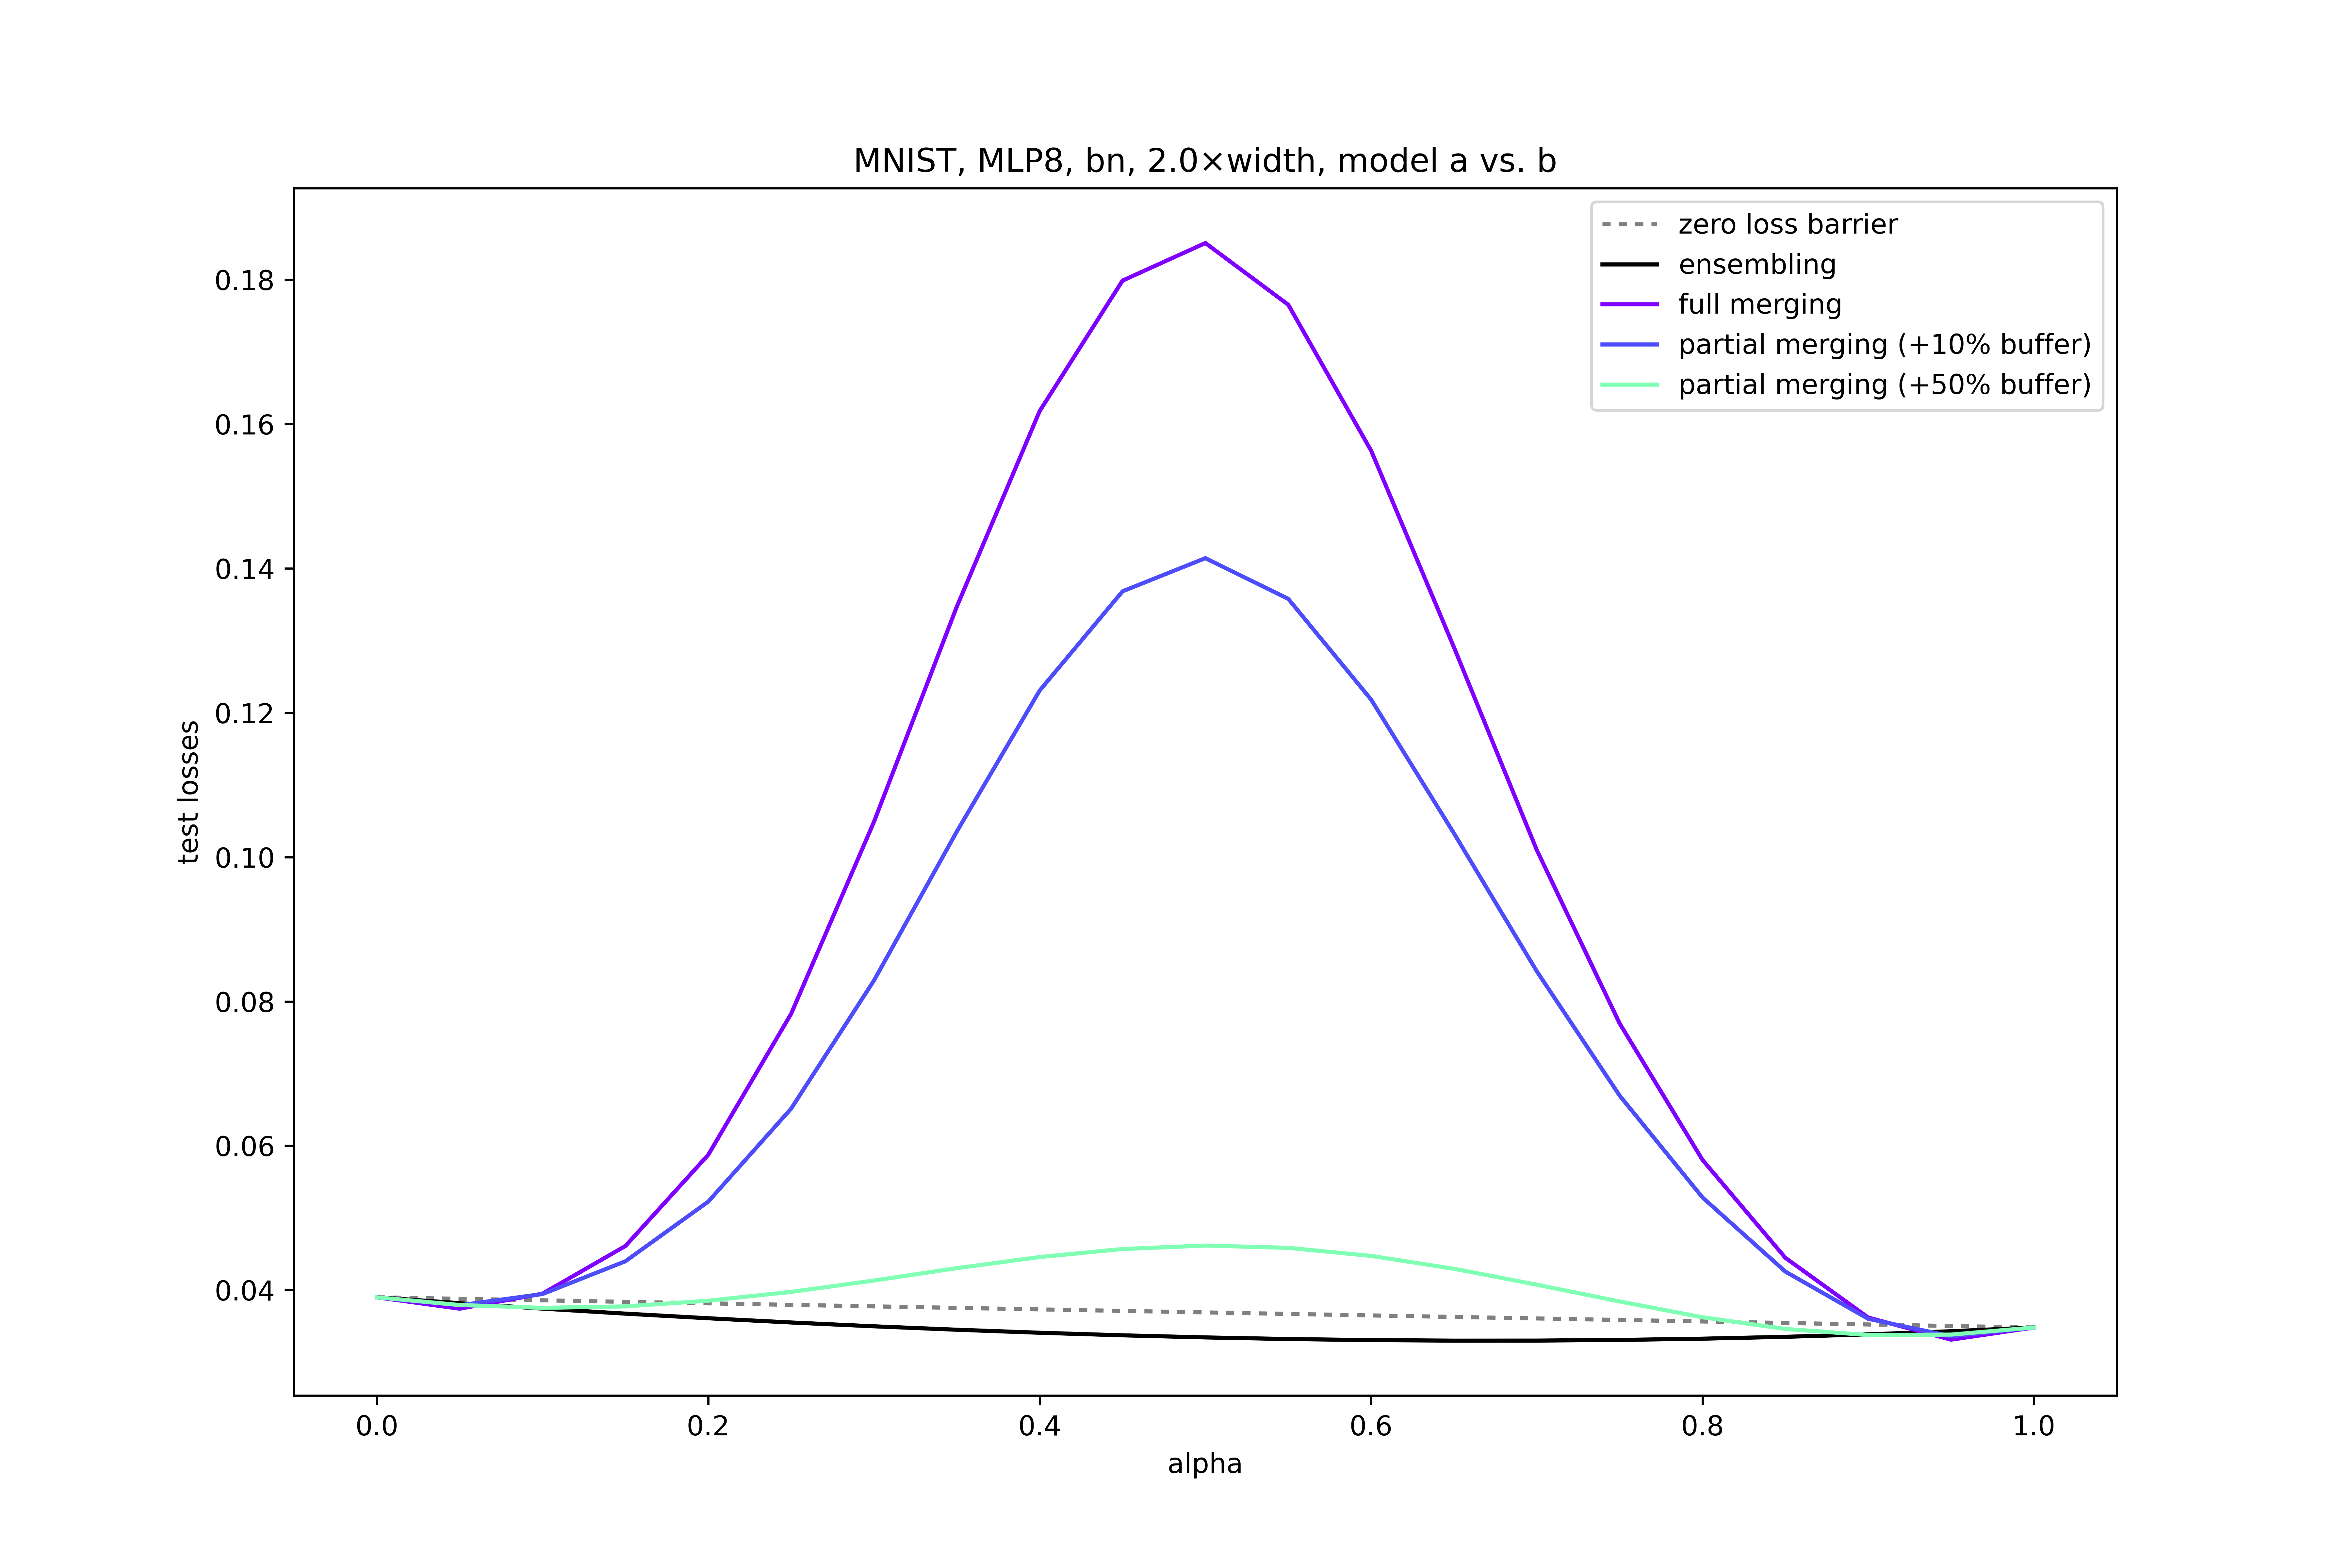 MNIST, MLP8, bn, 2.0×width, model a vs. b
zero loss barrier
ensembling
full merging
partial merging (+10% buffer)
partial merging (+50% buffer)
test losses
0.18
0.16
0.14
0.12
0.10
0.08
0.06
0.04
0.0 0.2 0.4 0.6 0.8 1.0
alpha